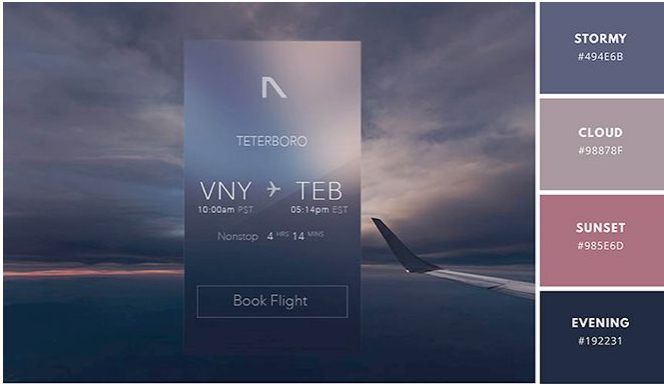 TETERBORO
VNY TEB
10:00am PST 05:14pm EST
Nonstop 4 HRS 14 MINS
Book Flight
STORMY
#494E6B
CLOUD
#98878F
SUNSET
#985E6D
EVENING
#192231